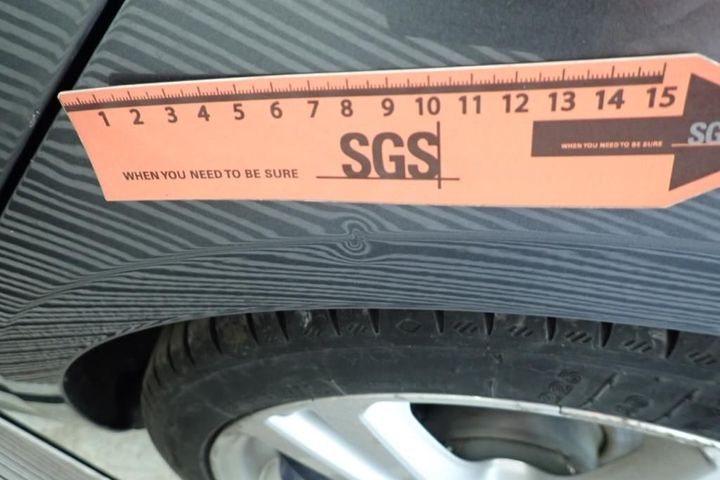 1 2 3 4 5 6 7 8 9 10 11 12 13 14 15
WHEN YOU NEED TO BE SURE
SGS
WHEN YOU NEED TO BE SURE